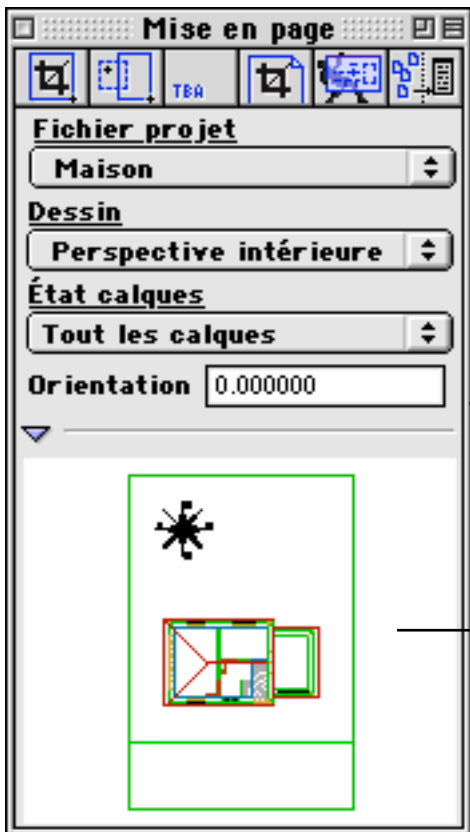 Mise en page
TBA
Fichier projet
Maison
Dessin
Perspective intérieure
État calques
Tout les calques
Orientation 0.000000